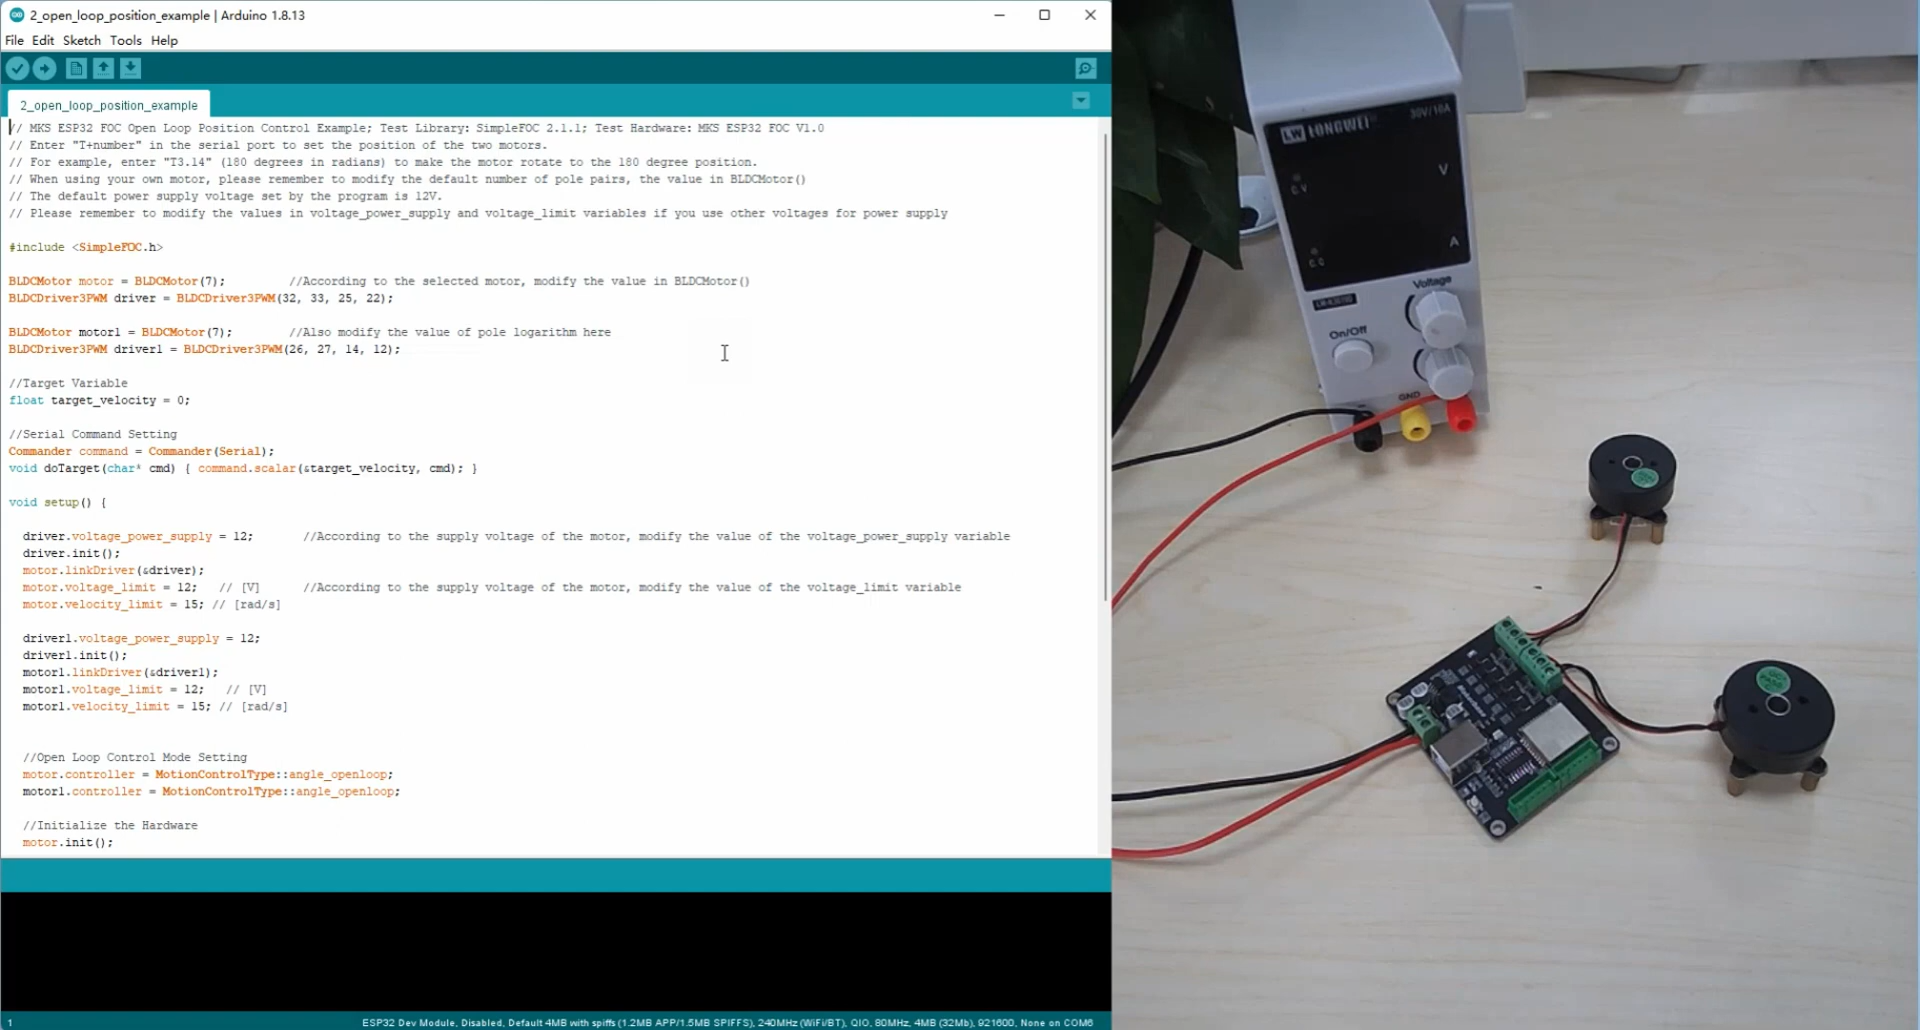 2_open_loop_position_example | Arduino 1.8.13
File Edit Sketch Tools Help
2_open_loop_position_example
// MKS ESP32 FOC Open Loop Position Control Example; Test Library: SimpleFOC 2.1.1; Test Hardware: MKS ESP32 FOC V1.0
// Enter "T+number" in the serial port to set the position of the two motors.
// For example, enter "T3.14" (180 degrees in radians) to make the motor rotate to the 180 degree position.
// When using your own motor, please remember to modify the default number of pole pairs, the value in BLDCMotor()
// The default power supply voltage set by the program is 12V.
// Please remember to modify the values in voltage_power_supply and voltage_limit variables if you use other voltages for power supply
#include <SimpleFOC.h>
BLDCMotor motor = BLDCMotor(7); //According to the selected motor, modify the value in BLDCMotor()
BLDCDriver3PWM driver = BLDCDriver3PWM(32, 33, 25, 22);
BLDCMotor motor1 = BLDCMotor(7); //Also modify the value of pole logarithm here
BLDCDriver3PWM driver1 = BLDCDriver3PWM(26, 27, 14, 12);
//Target Variable
float target_velocity = 0;
//Serial Command Setting
Commander command = Commander(Serial);
void doTarget(char* cmd) { command.scalar(&target_velocity, cmd); }
void setup() {
driver.voltage_power_supply = 12; //According to the supply voltage of the motor, modify the value of the voltage_power_supply variable
driver.init();
motor.linkDriver(&driver);
motor.voltage_limit = 12; // [V] //According to the supply voltage of the motor, modify the value of the voltage_limit variable
motor.velocity_limit = 15; // [rad/s]
driver1.voltage_power_supply = 12;
driver1.init();
motor1.linkDriver(&driver1);
motor1.voltage_limit = 12; // [V]
motor1.velocity_limit = 15; // [rad/s]
//Open Loop Control Mode Setting
motor.controller = MotionControlType::angle_openloop;
motor1.controller = MotionControlType::angle_openloop;
//Initialize the Hardware
motor.init();
1
ESP32 Dev Module, Disabled, Default 4MB with spiffs (1.2MB APP/1.5MB SPIFFS), 240MHz (WiFi/BT), QIO, 80MHz, 4MB (32Mb), 921600, None on COM6
LW LONGWEI
30V/10A
V
C.V
A
C.C
Voltage
On/Off
GND